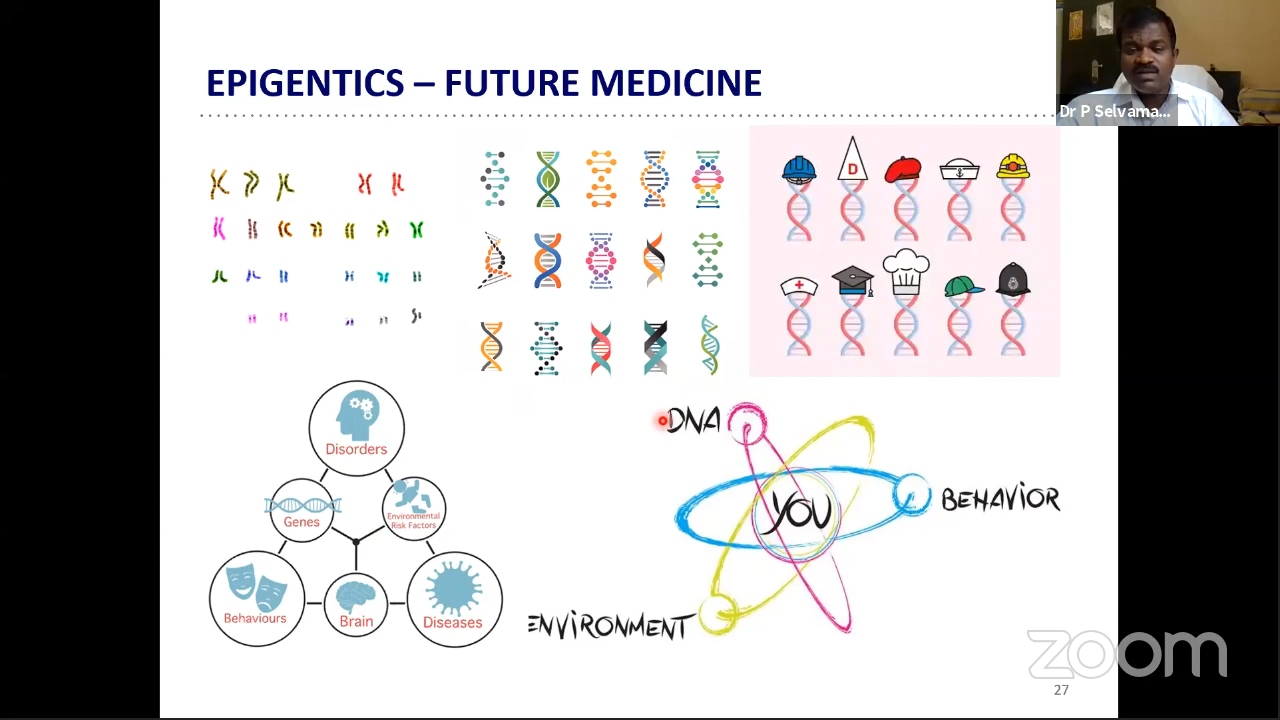 EPIGENTICS – FUTURE MEDICINE
Dr P Selvama...
D
Disorders
Genes
Environmental
Risk Factors
Behaviours
Brain
Diseases
DNA
YOU
BEHAVIOR
ENVIRONMENT
zoom
27